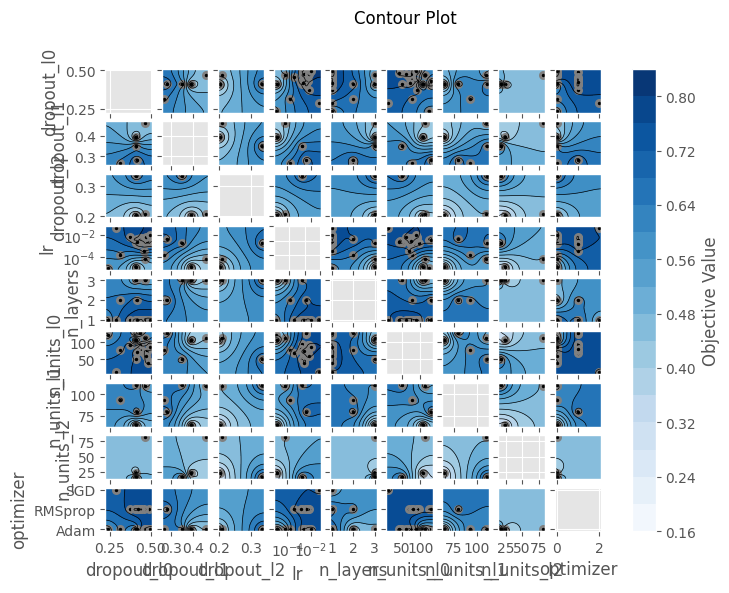 Contour Plot
dropout_l0
0.50
0.25
dropout_l1
0.4
0.3
dropout_l2
0.3
0.2
lr
10⁻²
10⁻⁴
n_layers
3
2
1
n_units_l0
100
50
n_units_l1
100
75
n_units_l2
75
50
25
optimizer
SGD
RMSprop
Adam
0.25 0.50 0.3 0.4 0.2 0.3 10⁻⁴ 10⁻² 1 2 3 50 100 75 100 25 50 75 0 2
dropout_l0 dropout_l1 dropout_l2 lr n_layers n_units_l0 n_units_l1 n_units_l2 optimizer
0.80
0.72
0.64
0.56
0.48
0.40
0.32
0.24
0.16
Objective Value